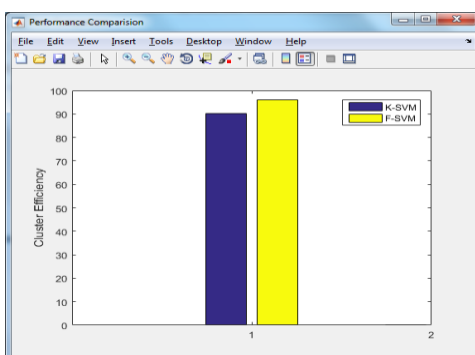 Performance Comparision
File Edit View Insert Tools Desktop Window Help
100
90
80
70
60
50
40
30
20
10
0
Cluster Efficiency
K-SVM
F-SVM
1 2